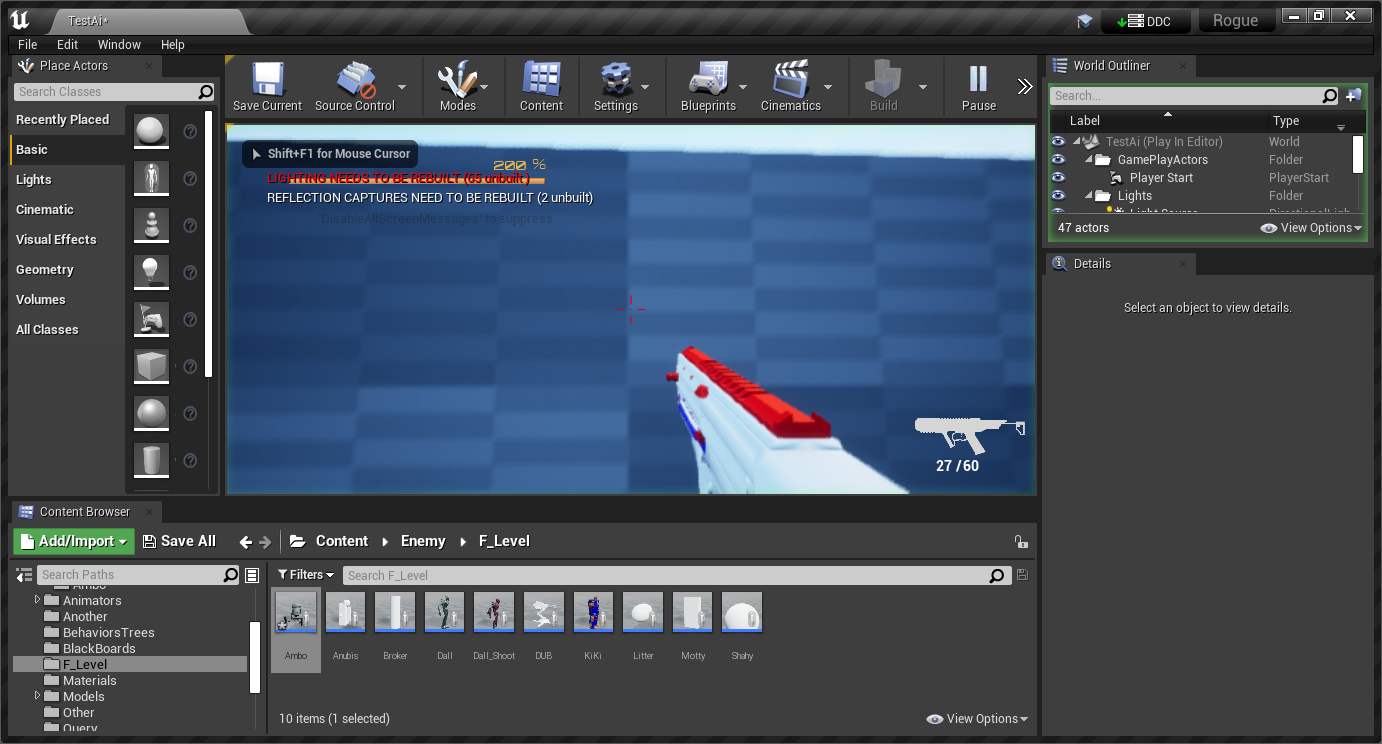 TestAi*
DDC
Rogue
File Edit Window Help
Place Actors
Search Classes
Recently Placed
Basic
Lights
Cinematic
Visual Effects
Geometry
Volumes
All Classes
Save Current
Source Control
Modes
Content
Settings
Blueprints
Cinematics
Build
Pause
Shift+F1 for Mouse Cursor
200 %
LIGHTING NEEDS TO BE REBUILT (65 unbuilt)
REFLECTION CAPTURES NEED TO BE REBUILT (2 unbuilt)
'DisableAllScreenMessages' to suppress
27/60
World Outliner
Search...
Label Type
TestAi (Play In Editor) World
GamePlayActors Folder
Player Start PlayerStart
Lights Folder
Light Source DirectionalLigh
47 actors
View Options
Details
Select an object to view details.
Content Browser
Add/Import
Save All
Content
Enemy
F_Level
Search Paths
Ambo
Animators
Another
BehaviorsTrees
BlackBoards
F_Level
Materials
Models
Other
Query
Filters
Search F_Level
Ambo
Anubis
Broker
Dall
Dall_Shoot
DUB
KiKi
Litter
Motty
Shahy
10 items (1 selected)
View Options